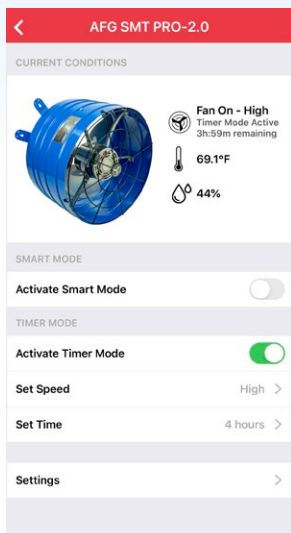 AFG SMT PRO-2.0
CURRENT CONDITIONS
Fan On - High
Timer Mode Active
3h:59m remaining
69.1°F
44%
SMART MODE
Activate Smart Mode
TIMER MODE
Activate Timer Mode
Set Speed High
Set Time 4 hours
Settings